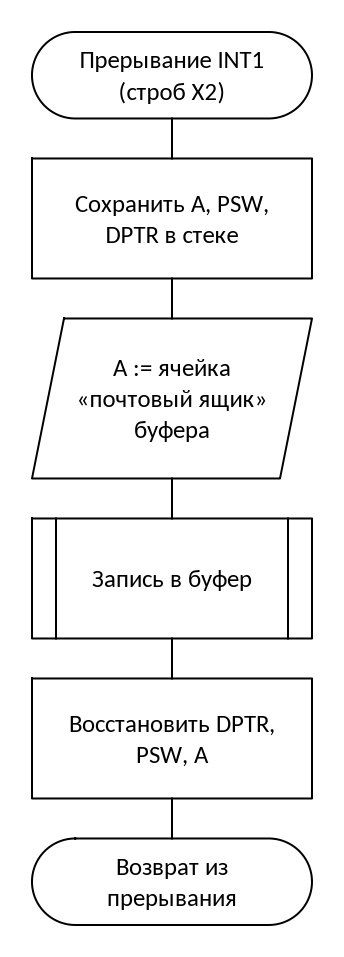 Прерывание INT1
(строб X2)
Сохранить A, PSW,
DPTR в стеке
A := ячейка
«почтовый ящик»
буфера
Запись в буфер
Восстановить DPTR,
PSW, A
Возврат из
прерывания